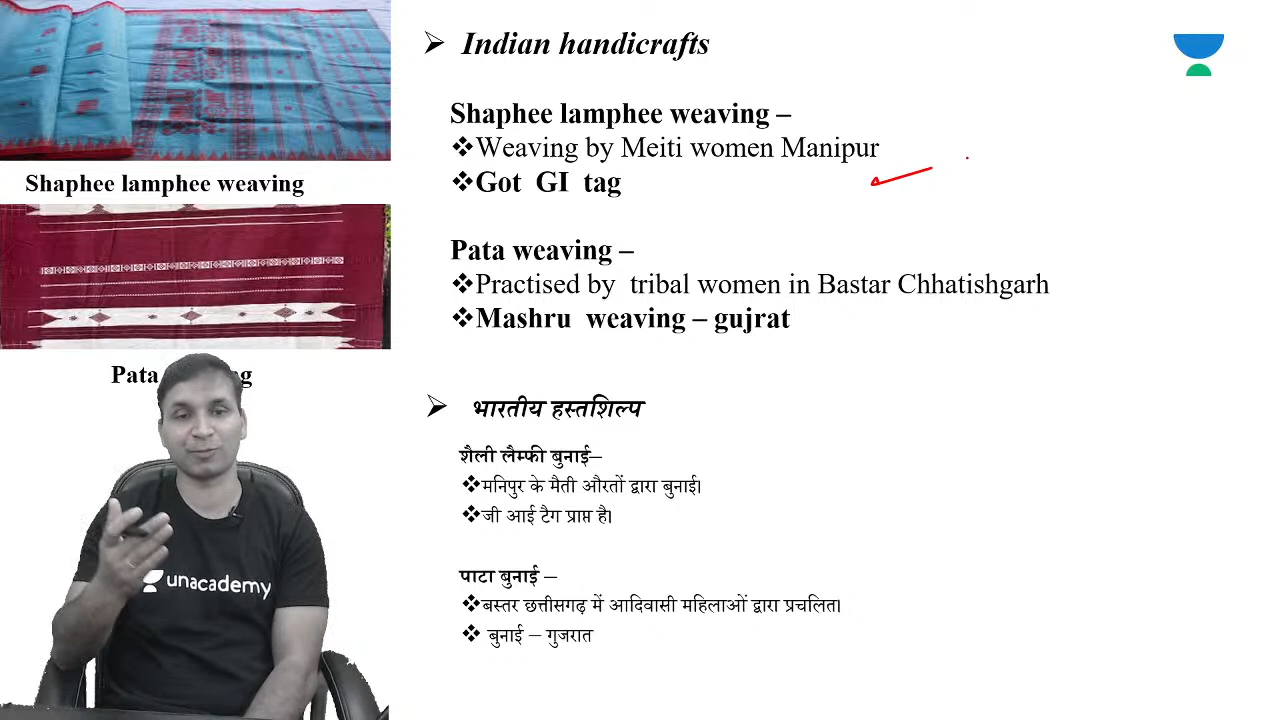 Indian handicrafts
Shaphee lamphee weaving –
Weaving by Meiti women Manipur
Got GI tag
Pata weaving –
Practised by tribal women in Bastar Chhatishgarh
Mashru weaving – gujrat
भारतीय हस्तशिल्प
शैली लैम्फी बुनाई–
मनिपुर के मैती औरतों द्वारा बुनाई।
जी आई टैग प्राप्त है।
पाटा बुनाई –
बस्तर छत्तीसगढ़ में आदिवासी महिलाओं द्वारा प्रचलित।
बुनाई – गुजरात
Shaphee lamphee weaving
Pata
unacademy